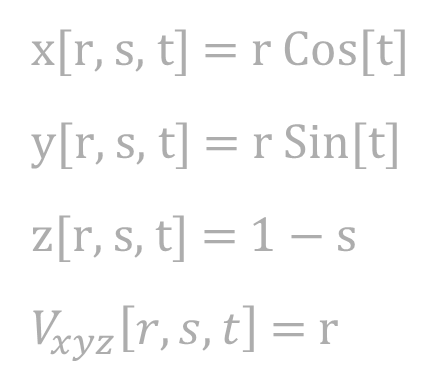 x[r, s, t] = r Cos[t]
y[r, s, t] = r Sin[t]
z[r, s, t] = 1 − s
V_{xyz}[r, s, t] = r